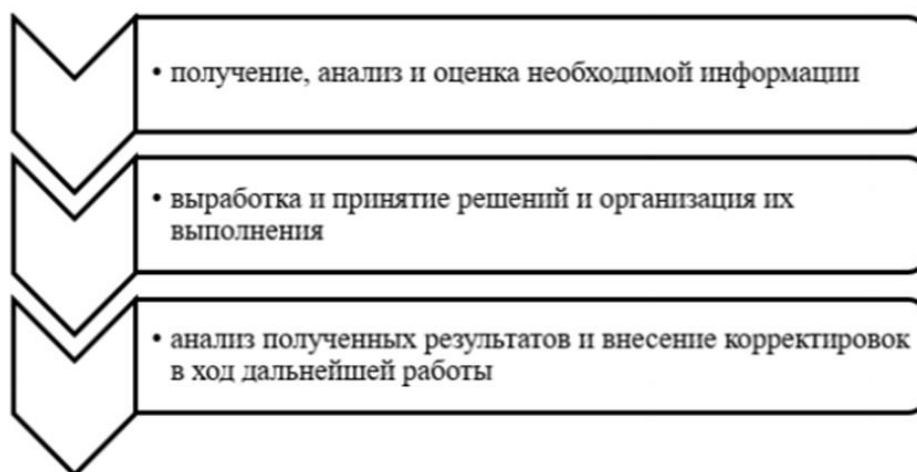 • получение, анализ и оценка необходимой информации
• выработка и принятие решений и организация их
выполнения
• анализ полученных результатов и внесение корректировок
в ход дальнейшей работы